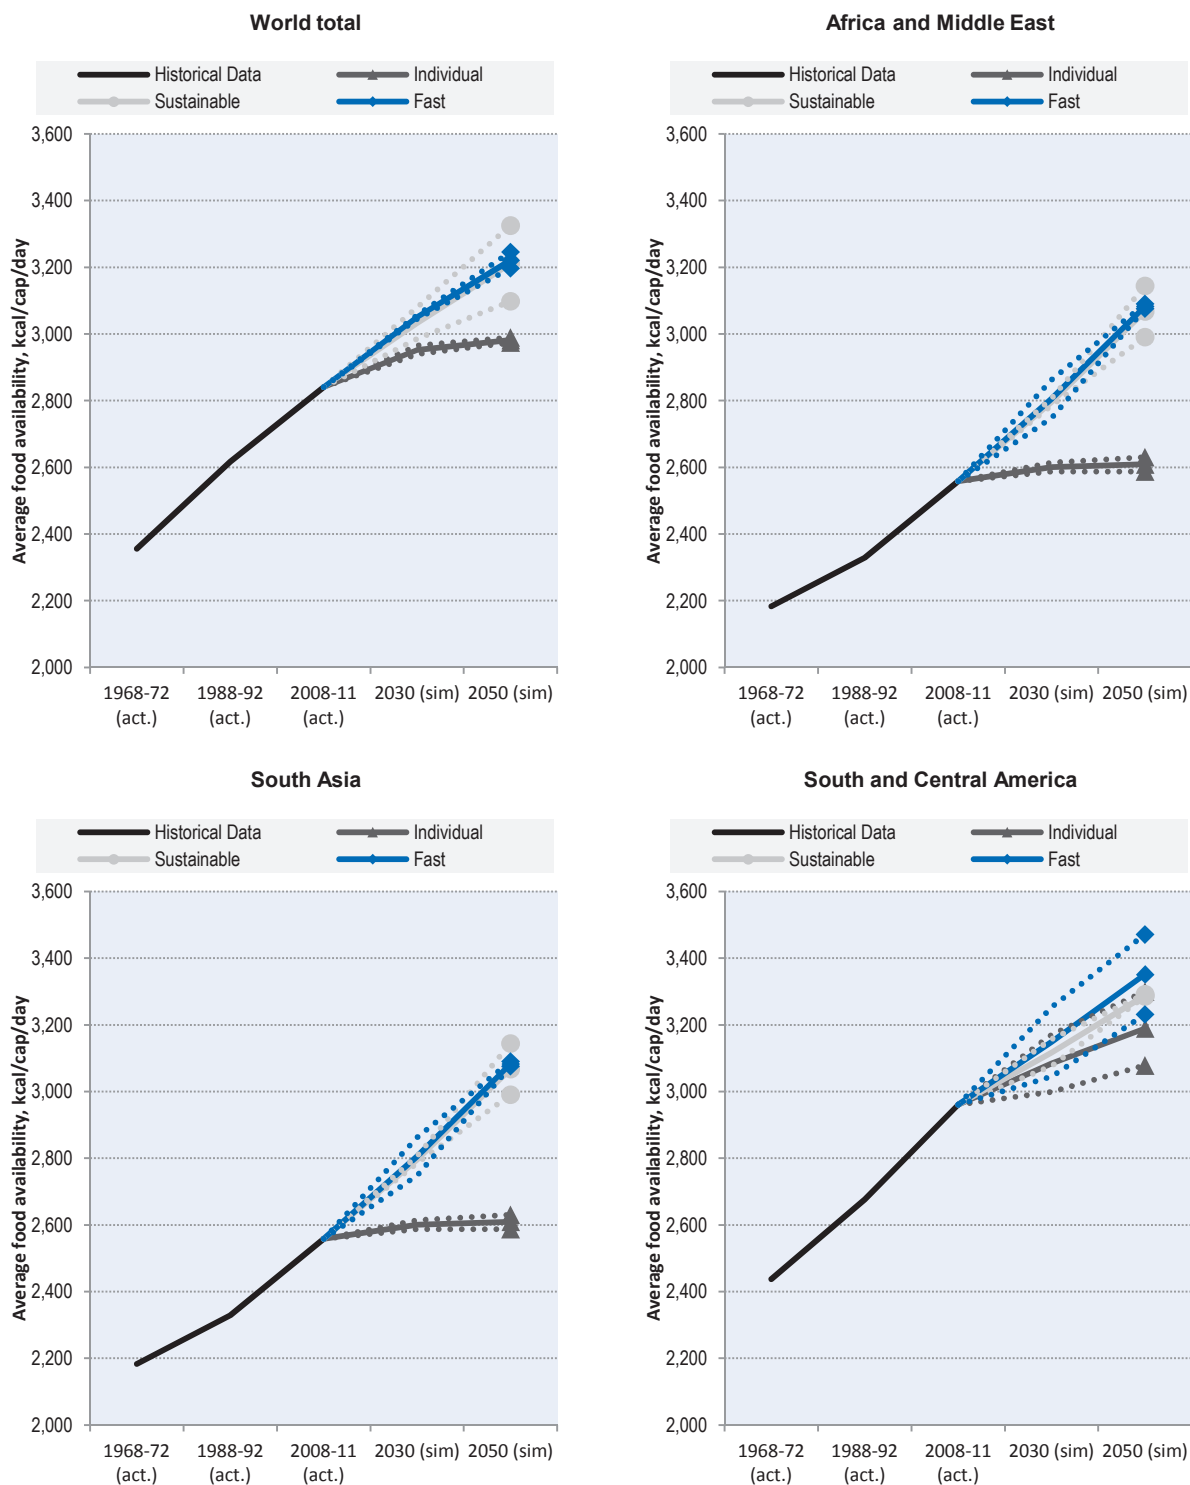 World total
Historical Data
Individual
Sustainable
Fast
Average food availability, kcal/cap/day
3,600
3,400
3,200
3,000
2,800
2,600
2,400
2,200
2,000
1968-72 (act.)
1988-92 (act.)
2008-11 (act.)
2030 (sim)
2050 (sim)
Africa and Middle East
Historical Data
Individual
Sustainable
Fast
Average food availability, kcal/cap/day
3,600
3,400
3,200
3,000
2,800
2,600
2,400
2,200
2,000
1968-72 (act.)
1988-92 (act.)
2008-11 (act.)
2030 (sim)
2050 (sim)
South Asia
Historical Data
Individual
Sustainable
Fast
Average food availability, kcal/cap/day
3,600
3,400
3,200
3,000
2,800
2,600
2,400
2,200
2,000
1968-72 (act.)
1988-92 (act.)
2008-11 (act.)
2030 (sim)
2050 (sim)
South and Central America
Historical Data
Individual
Sustainable
Fast
Average food availability, kcal/cap/day
3,600
3,400
3,200
3,000
2,800
2,600
2,400
2,200
2,000
1968-72 (act.)
1988-92 (act.)
2008-11 (act.)
2030 (sim)
2050 (sim)